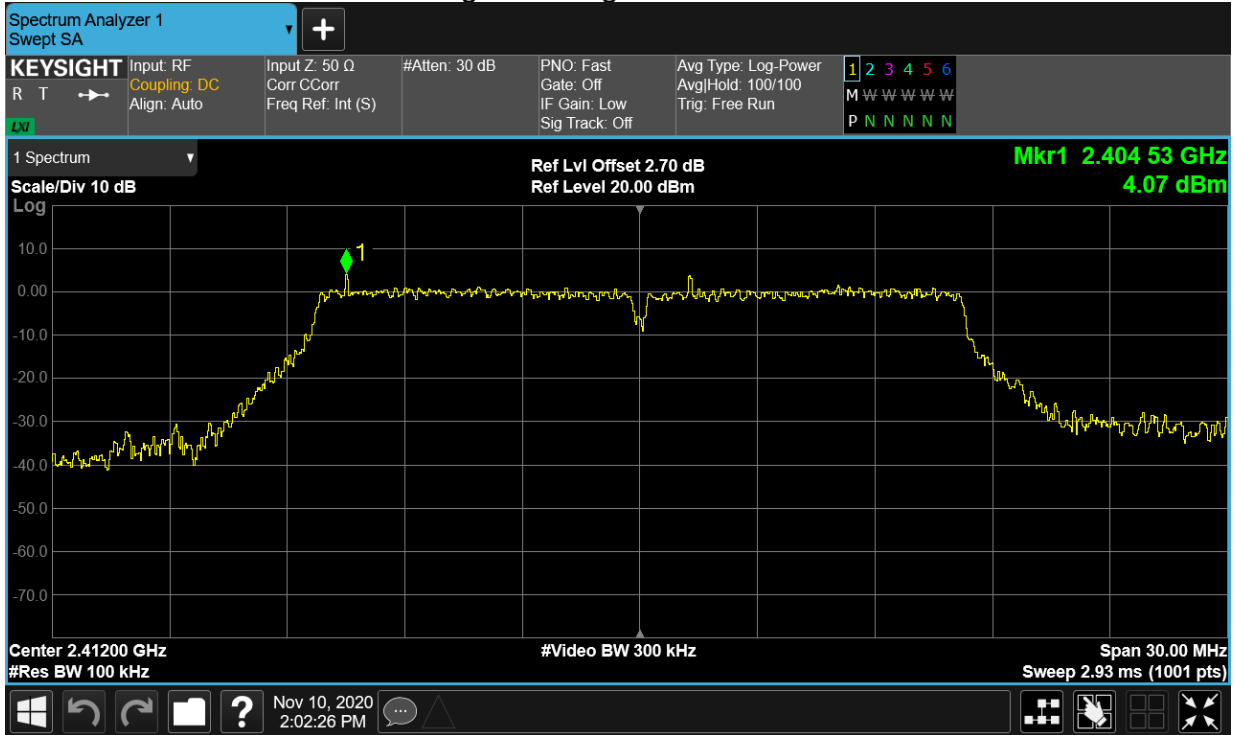 Spectrum Analyzer 1
Swept SA
KEYSIGHT
R T
LXI
Input: RF
Coupling: DC
Align: Auto
Input Z: 50 Ω
Corr CCorr
Freq Ref: Int (S)
#Atten: 30 dB
PNO: Fast
Gate: Off
IF Gain: Low
Sig Track: Off
Avg Type: Log-Power
Avg|Hold: 100/100
Trig: Free Run
1 2 3 4 5 6
M W W W W W
P N N N N N
1 Spectrum
Scale/Div 10 dB
Log
Ref Lvl Offset 2.70 dB
Ref Level 20.00 dBm
Mkr1 2.404 53 GHz
4.07 dBm
1
10.0
0.00
-10.0
-20.0
-30.0
-40.0
-50.0
-60.0
-70.0
Center 2.41200 GHz
#Res BW 100 kHz
#Video BW 300 kHz
Span 30.00 MHz
Sweep 2.93 ms (1001 pts)
?
Nov 10, 2020
2:02:26 PM